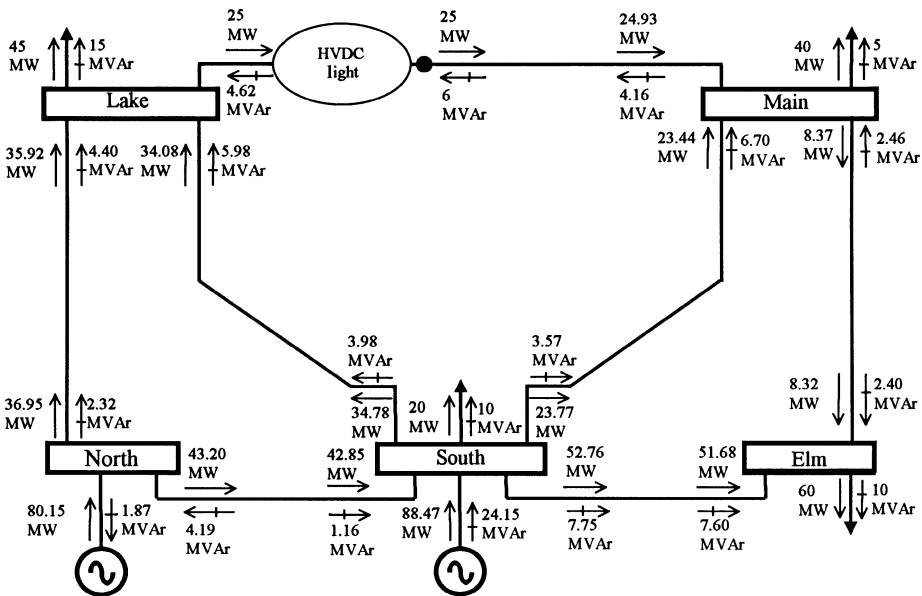 25
MW
25
MW
24.93
MW
45
MW
15
MVAr
HVDC
light
40
MW
5
MVAr
4.62
MVAr
6
MVAr
4.16
MVAr
Lake
Main
35.92
MW
4.40
MVAr
34.08
MW
5.98
MVAr
23.44
MW
6.70
MVAr
8.37
MW
2.46
MVAr
3.98
MVAr
3.57
MVAr
36.95
MW
2.32
MVAr
34.78
MW
20
MW
10
MVAr
23.77
MW
8.32
MW
2.40
MVAr
North
43.20
MW
42.85
MW
South
52.76
MW
51.68
MW
Elm
80.15
MW
1.87
MVAr
4.19
MVAr
1.16
MVAr
88.47
MW
24.15
MVAr
7.75
MVAr
7.60
MVAr
60
MW
10
MVAr